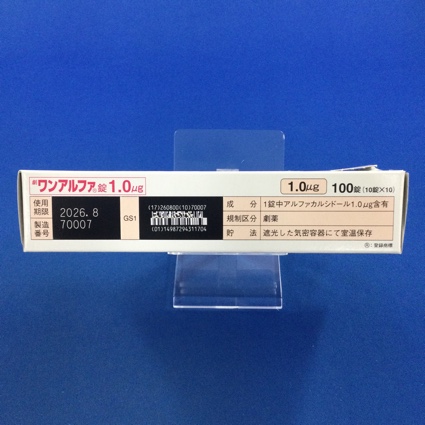 劇 ワンアルファ®錠 1.0μg
1.0μg 100錠 (10錠×10)
使用期限 2026.8
製造番号 70007
GS1
(17)260800(10)70007
(01)14987294311704
成分 1錠中アルファカルシドール1.0μg含有
規制区分 劇薬
貯法 遮光した気密容器にて室温保存
®:登録商標